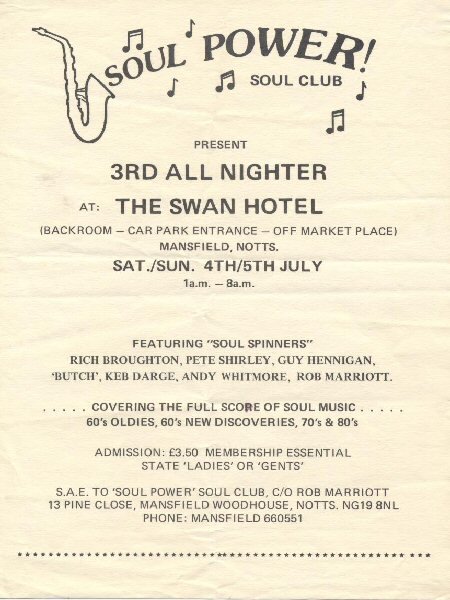 SOUL POWER!
SOUL CLUB
PRESENT
3RD ALL NIGHTER
AT: THE SWAN HOTEL
(BACKROOM – CAR PARK ENTRANCE – OFF MARKET PLACE)
MANSFIELD, NOTTS.
SAT./SUN. 4TH/5TH JULY
1a.m. – 8a.m.
FEATURING "SOUL SPINNERS"
RICH BROUGHTON, PETE SHIRLEY, GUY HENNIGAN,
'BUTCH', KEB DARGE, ANDY WHITMORE, ROB MARRIOTT.
. . . . . COVERING THE FULL SCORE OF SOUL MUSIC . . . . .
60's OLDIES, 60's NEW DISCOVERIES, 70's & 80's
ADMISSION: £3.50 MEMBERSHIP ESSENTIAL
STATE 'LADIES' OR 'GENTS'
S.A.E. TO 'SOUL POWER' SOUL CLUB, C/O ROB MARRIOTT
13 PINE CLOSE, MANSFIELD WOODHOUSE, NOTTS. NG19 8NL
PHONE: MANSFIELD 660551